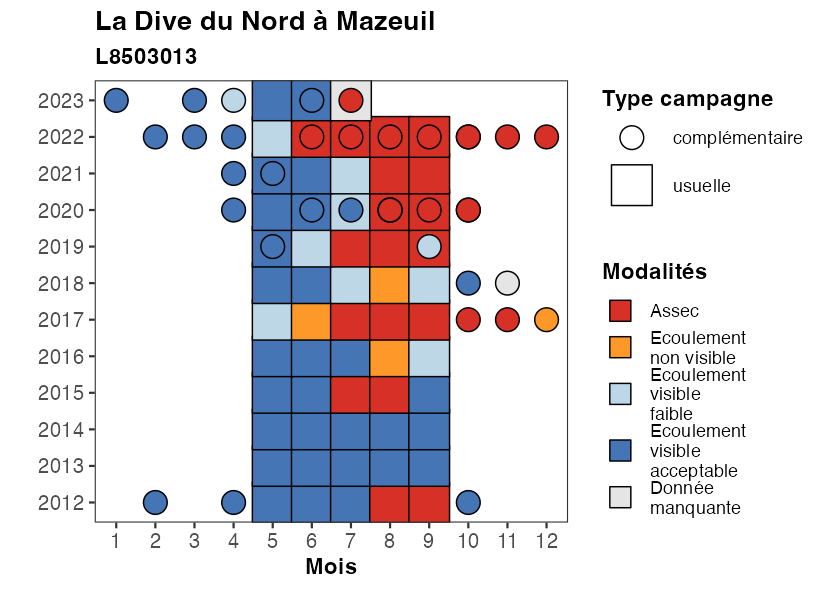 La Dive du Nord à Mazeuil
L8503013
2023
2022
2021
2020
2019
2018
2017
2016
2015
2014
2013
2012
1 2 3 4 5 6 7 8 9 10 11 12
Mois
Type campagne
complémentaire
usuelle
Modalités
Assec
Ecoulement
non visible
Ecoulement
visible
faible
Ecoulement
visible
acceptable
Donnée
manquante